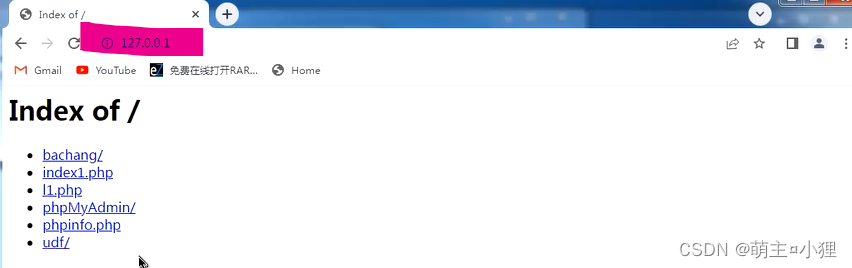 Index of /
127.0.0.1
Gmail YouTube 免费在线打开RAR... Home
Index of /
bachang/
index1.php
l1.php
phpMyAdmin/
phpinfo.php
udf/
CSDN @萌主¤小狸